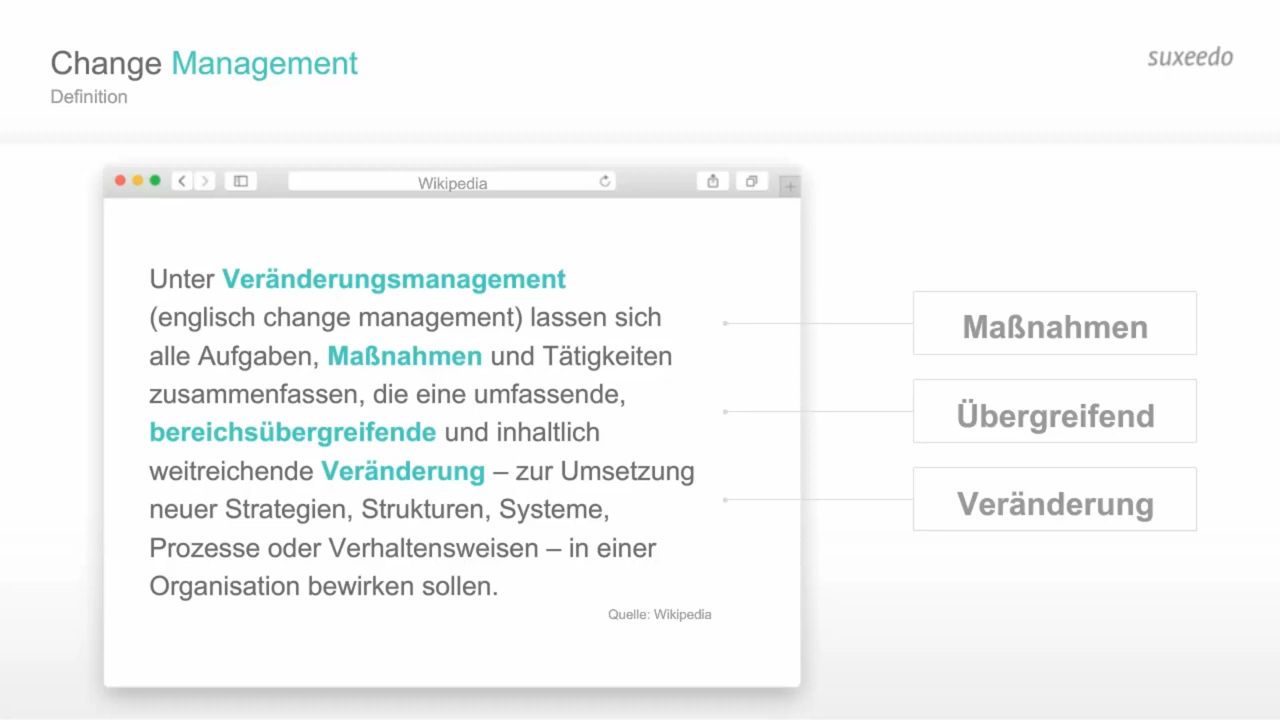 Change Management
Definition
suxeedo
Wikipedia
Unter Veränderungsmanagement
(englisch change management) lassen sich
alle Aufgaben, Maßnahmen und Tätigkeiten
zusammenfassen, die eine umfassende,
bereichsübergreifende und inhaltlich
weitreichende Veränderung – zur Umsetzung
neuer Strategien, Strukturen, Systeme,
Prozesse oder Verhaltensweisen – in einer
Organisation bewirken sollen.
Quelle: Wikipedia
Maßnahmen
Übergreifend
Veränderung